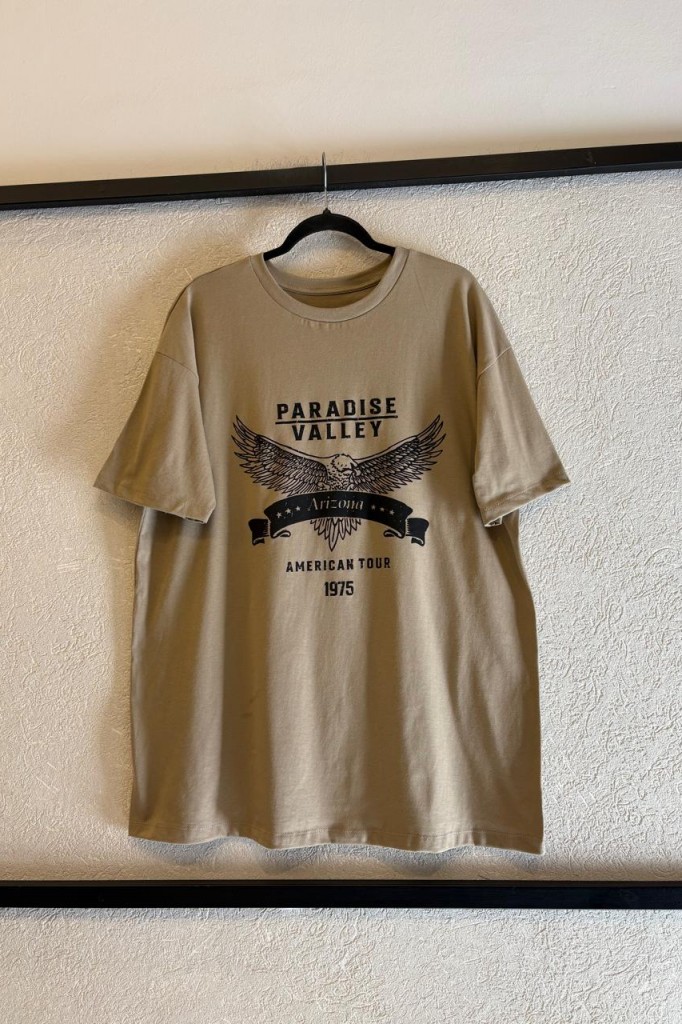 PARADISE
VALLEY
Arizona
AMERICAN TOUR
1975